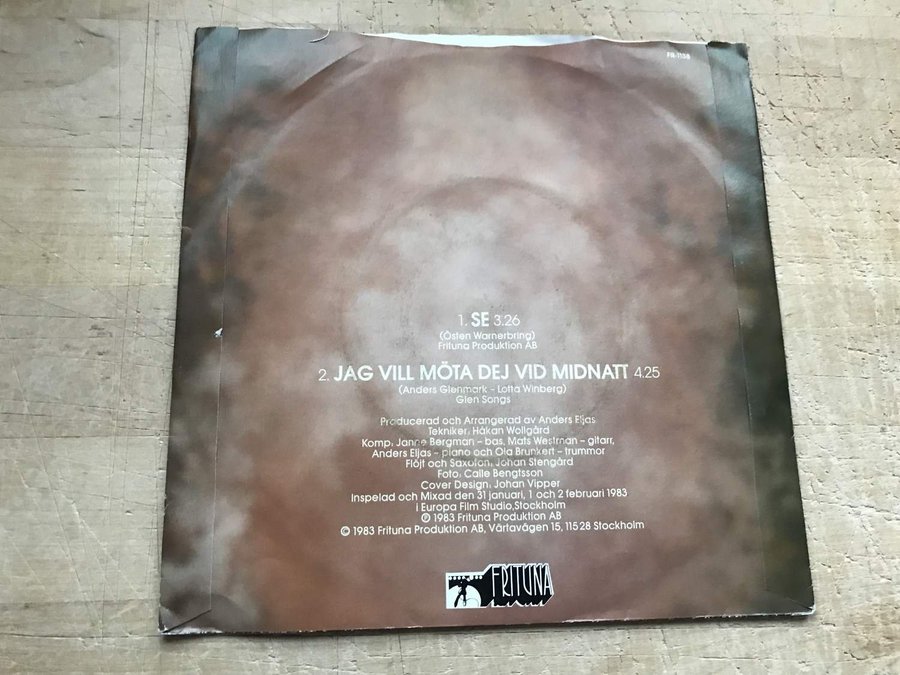 FR-1138
1. SE 3.26
(Östen Warnerbring)
Frituna Produktion AB
2. JAG VILL MÖTA DEJ VID MIDNATT 4.25
(Anders Glenmark - Lotta Winberg)
Glen Songs
Producerad och Arrangerad av Anders Eljas
Tekniker: Håkan Wollgård
Komp: Janne Bergman – bas, Mats Westman – gitarr,
Anders Eljas – piano och Ola Brunkert – trummor
Flöjt och Saxofon: Johan Stengård
Foto: Calle Bengtsson
Cover Design: Johan Vipper
Inspelad och Mixad den 31 januari, 1 och 2 februari 1983
i Europa Film Studio, Stockholm
℗ 1983 Frituna Produktion AB
© 1983 Frituna Produktion AB, Värtavägen 15, 115 28 Stockholm
FRITUNA